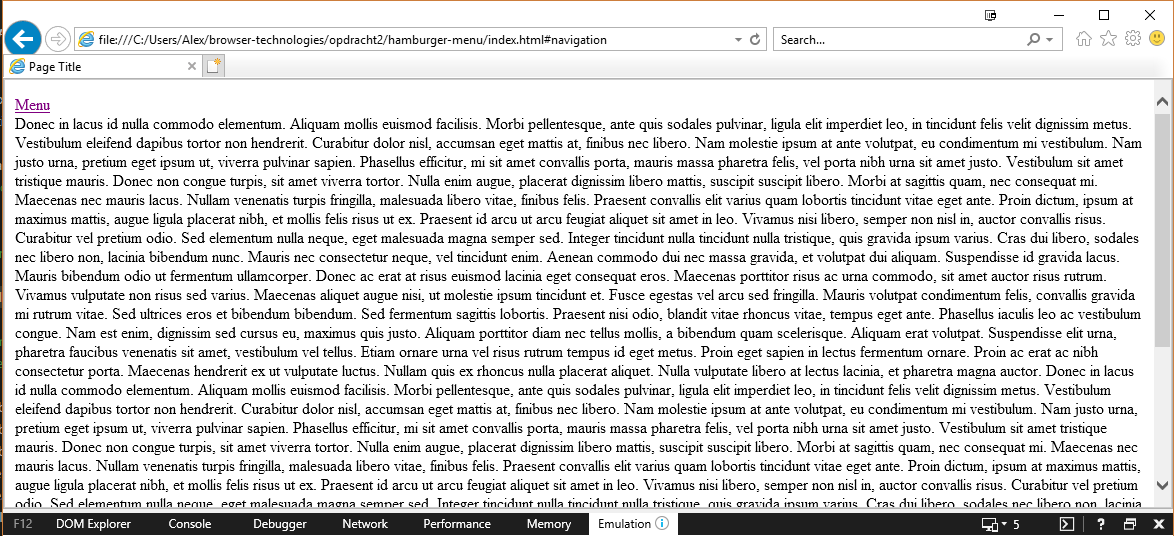 file:///C:/Users/Alex/browser-technologies/opdracht2/hamburger-menu/index.html#navigation
Search...
Page Title
Menu
Donec in lacus id nulla commodo elementum. Aliquam mollis euismod facilisis. Morbi pellentesque, ante quis sodales pulvinar, ligula elit imperdiet leo, in tincidunt felis velit dignissim metus.
Vestibulum eleifend dapibus tortor non hendrerit. Curabitur dolor nisl, accumsan eget mattis at, finibus nec libero. Nam molestie ipsum at ante volutpat, eu condimentum mi vestibulum. Nam
justo urna, pretium eget ipsum ut, viverra pulvinar sapien. Phasellus efficitur, mi sit amet convallis porta, mauris massa pharetra felis, vel porta nibh urna sit amet justo. Vestibulum sit amet
tristique mauris. Donec non congue turpis, sit amet viverra tortor. Nulla enim augue, placerat dignissim libero mattis, suscipit suscipit libero. Morbi at sagittis quam, nec consequat mi.
Maecenas nec mauris lacus. Nullam venenatis turpis fringilla, malesuada libero vitae, finibus felis. Praesent convallis elit varius quam lobortis tincidunt vitae eget ante. Proin dictum, ipsum at
maximus mattis, augue ligula placerat nibh, et mollis felis risus ut ex. Praesent id arcu ut arcu feugiat aliquet sit amet in leo. Vivamus nisi libero, semper non nisl in, auctor convallis risus.
Curabitur vel pretium odio. Sed elementum nulla neque, eget malesuada magna semper sed. Integer tincidunt nulla tincidunt nulla tristique, quis gravida ipsum varius. Cras dui libero, sodales
nec libero non, lacinia bibendum nunc. Mauris nec consectetur neque, vel tincidunt enim. Aenean commodo dui nec massa gravida, et volutpat dui aliquam. Suspendisse id gravida lacus.
Mauris bibendum odio ut fermentum ullamcorper. Donec ac erat at risus euismod lacinia eget consequat eros. Maecenas porttitor risus ac urna commodo, sit amet auctor risus rutrum.
Vivamus vulputate non risus sed varius. Maecenas aliquet augue nisi, ut molestie ipsum tincidunt et. Fusce egestas vel arcu sed fringilla. Mauris volutpat condimentum felis, convallis gravida
mi rutrum vitae. Sed ultrices eros et bibendum bibendum. Sed fermentum sagittis lobortis. Praesent nisi odio, blandit vitae rhoncus vitae, tempus eget ante. Phasellus iaculis leo ac vestibulum
congue. Nam est enim, dignissim sed cursus eu, maximus quis justo. Aliquam porttitor diam nec tellus mollis, a bibendum quam scelerisque. Aliquam erat volutpat. Suspendisse elit urna,
pharetra faucibus venenatis sit amet, vestibulum vel tellus. Etiam ornare urna vel risus rutrum tempus id eget metus. Proin eget sapien in lectus fermentum ornare. Proin ac erat ac nibh
consectetur porta. Maecenas hendrerit ex ut vulputate luctus. Nullam quis ex rhoncus nulla placerat aliquet. Nulla vulputate libero at lectus lacinia, et pharetra magna auctor. Donec in lacus
id nulla commodo elementum. Aliquam mollis euismod facilisis. Morbi pellentesque, ante quis sodales pulvinar, ligula elit imperdiet leo, in tincidunt felis velit dignissim metus. Vestibulum
eleifend dapibus tortor non hendrerit. Curabitur dolor nisl, accumsan eget mattis at, finibus nec libero. Nam molestie ipsum at ante volutpat, eu condimentum mi vestibulum. Nam justo urna,
pretium eget ipsum ut, viverra pulvinar sapien. Phasellus efficitur, mi sit amet convallis porta, mauris massa pharetra felis, vel porta nibh urna sit amet justo. Vestibulum sit amet tristique
mauris. Donec non congue turpis, sit amet viverra tortor. Nulla enim augue, placerat dignissim libero mattis, suscipit suscipit libero. Morbi at sagittis quam, nec consequat mi. Maecenas nec
mauris lacus. Nullam venenatis turpis fringilla, malesuada libero vitae, finibus felis. Praesent convallis elit varius quam lobortis tincidunt vitae eget ante. Proin dictum, ipsum at maximus mattis,
augue ligula placerat nibh, et mollis felis risus ut ex. Praesent id arcu ut arcu feugiat aliquet sit amet in leo. Vivamus nisi libero, semper non nisl in, auctor convallis risus. Curabitur vel pretium
odio. Sed elementum nulla neque, eget malesuada magna semper sed. Integer tincidunt nulla tincidunt nulla tristique, quis gravida ipsum varius. Cras dui libero, sodales nec libero non, lacinia
F12 DOM Explorer Console Debugger Network Performance Memory Emulation 5 ?